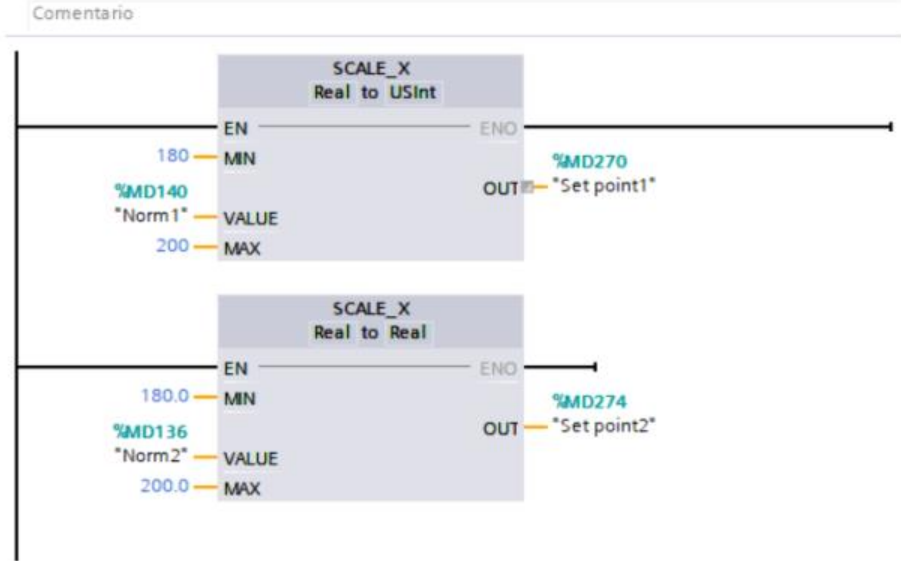 Comentario
SCALE_X
Real to USInt
EN ENO
180 MIN
%MD270
%MD140
OUT "Set point1"
"Norm1" VALUE
200 MAX
SCALE_X
Real to Real
EN ENO
180.0 MIN
%MD274
%MD136
OUT "Set point2"
"Norm2" VALUE
200.0 MAX